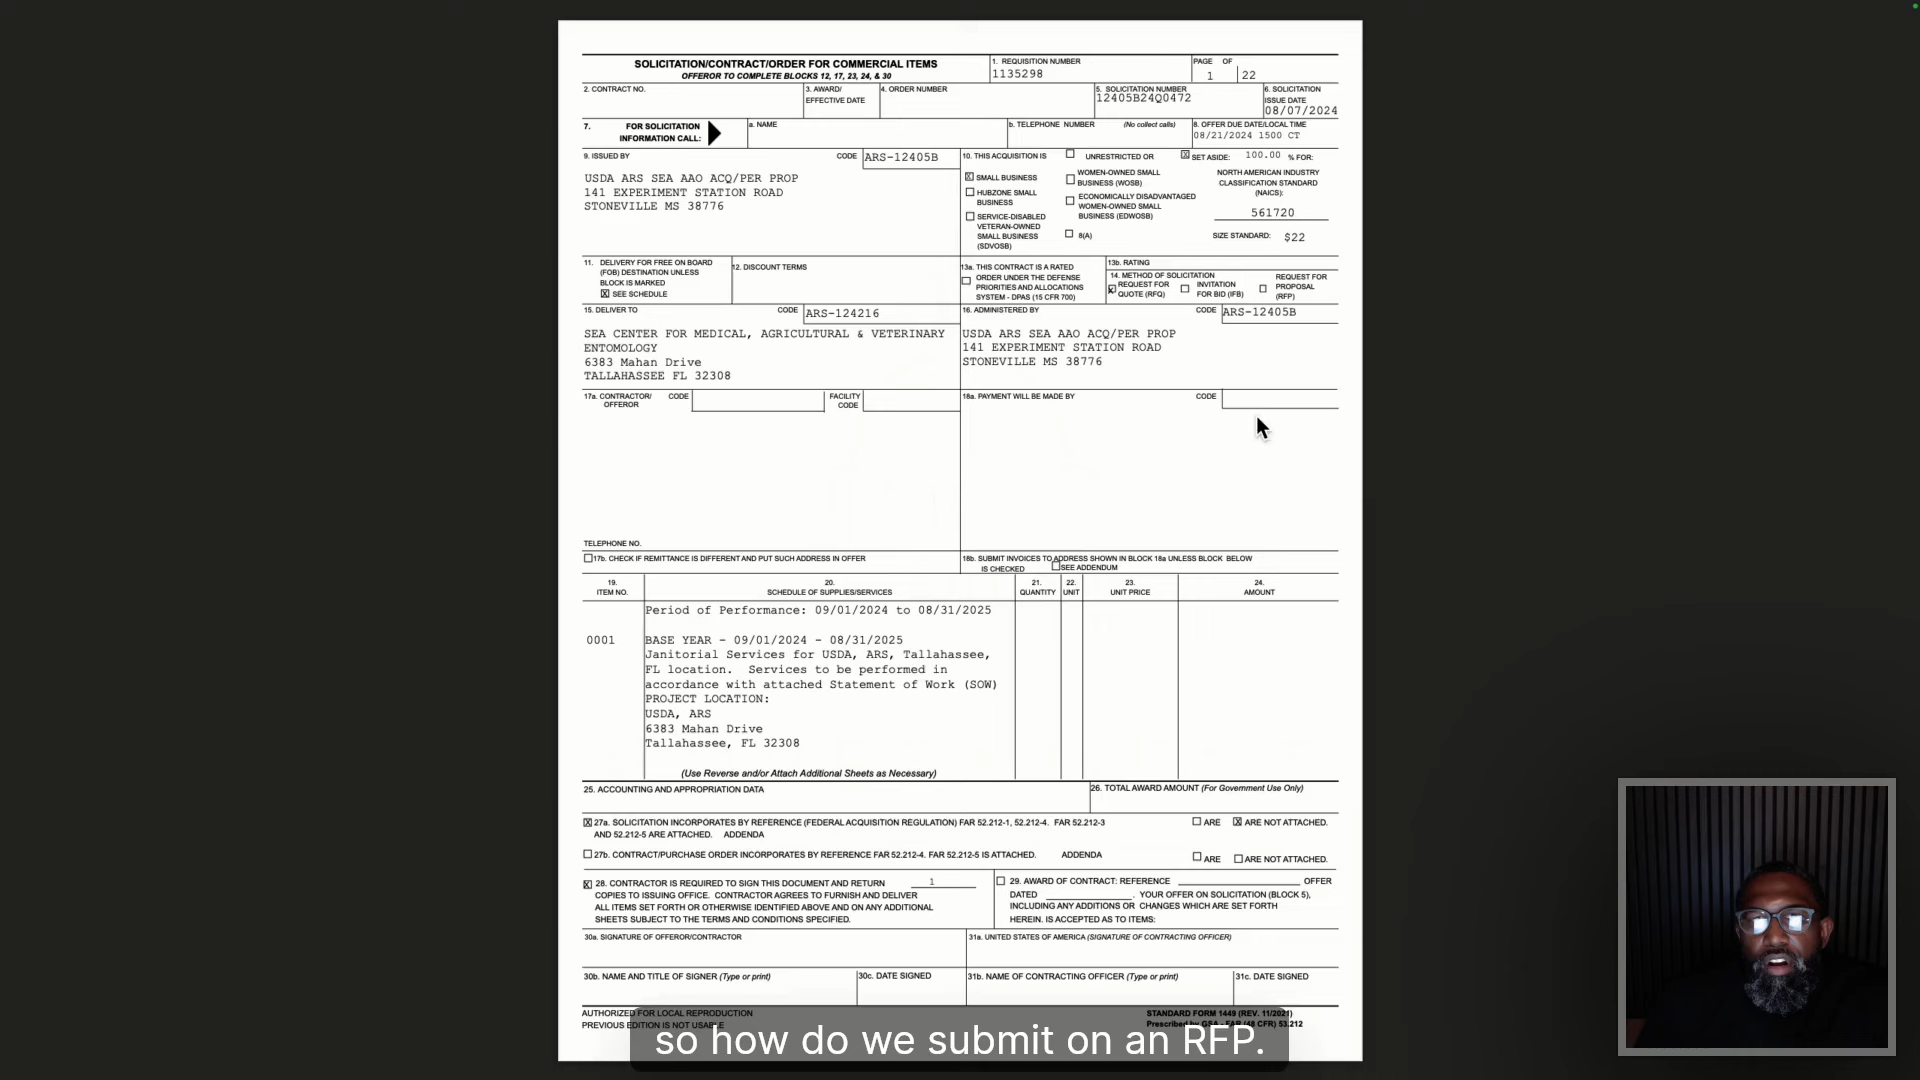 SOLICITATION/CONTRACT/ORDER FOR COMMERCIAL ITEMS
OFFEROR TO COMPLETE BLOCKS 12, 17, 23, 24, & 30
1. REQUISITION NUMBER
1135298
PAGE OF
1 22
2. CONTRACT NO.
3. AWARD/
EFFECTIVE DATE
4. ORDER NUMBER
5. SOLICITATION NUMBER
12405B24Q0472
6. SOLICITATION
ISSUE DATE
08/07/2024
7. FOR SOLICITATION
INFORMATION CALL:
a. NAME
b. TELEPHONE NUMBER (No collect calls)
8. OFFER DUE DATE/LOCAL TIME
08/21/2024 1500 CT
9. ISSUED BY
CODE ARS-12405B
USDA ARS SEA AAO ACQ/PER PROP
141 EXPERIMENT STATION ROAD
STONEVILLE MS 38776
10. THIS ACQUISITION IS
UNRESTRICTED OR
X SET ASIDE: 100.00 % FOR:
X SMALL BUSINESS
HUBZONE SMALL
BUSINESS
SERVICE-DISABLED
VETERAN-OWNED
SMALL BUSINESS
(SDVOSB)
WOMEN-OWNED SMALL
BUSINESS (WOSB)
ECONOMICALLY DISADVANTAGED
WOMEN-OWNED SMALL
BUSINESS (EDWOSB)
8(A)
NORTH AMERICAN INDUSTRY
CLASSIFICATION STANDARD
(NAICS):
561720
SIZE STANDARD: $22
11. DELIVERY FOR FREE ON BOARD
(FOB) DESTINATION UNLESS
BLOCK IS MARKED
X SEE SCHEDULE
12. DISCOUNT TERMS
13a. THIS CONTRACT IS A RATED
ORDER UNDER THE DEFENSE
PRIORITIES AND ALLOCATIONS
SYSTEM - DPAS (15 CFR 700)
13b. RATING
14. METHOD OF SOLICITATION
X REQUEST FOR
QUOTE (RFQ)
INVITATION
FOR BID (IFB)
REQUEST FOR
PROPOSAL
(RFP)
15. DELIVER TO
CODE ARS-124216
SEA CENTER FOR MEDICAL, AGRICULTURAL & VETERINARY
ENTOMOLOGY
6383 Mahan Drive
TALLAHASSEE FL 32308
16. ADMINISTERED BY
CODE ARS-12405B
USDA ARS SEA AAO ACQ/PER PROP
141 EXPERIMENT STATION ROAD
STONEVILLE MS 38776
17a. CONTRACTOR/
OFFEROR
CODE
FACILITY
CODE
18a. PAYMENT WILL BE MADE BY
CODE
TELEPHONE NO.
17b. CHECK IF REMITTANCE IS DIFFERENT AND PUT SUCH ADDRESS IN OFFER
18b. SUBMIT INVOICES TO ADDRESS SHOWN IN BLOCK 18a UNLESS BLOCK BELOW
IS CHECKED SEE ADDENDUM
19.
ITEM NO.
20.
SCHEDULE OF SUPPLIES/SERVICES
21.
QUANTITY
22.
UNIT
23.
UNIT PRICE
24.
AMOUNT
Period of Performance: 09/01/2024 to 08/31/2025
0001 BASE YEAR - 09/01/2024 - 08/31/2025
Janitorial Services for USDA, ARS, Tallahassee,
FL location. Services to be performed in
accordance with attached Statement of Work (SOW)
PROJECT LOCATION:
USDA, ARS
6383 Mahan Drive
Tallahassee, FL 32308
(Use Reverse and/or Attach Additional Sheets as Necessary)
25. ACCOUNTING AND APPROPRIATION DATA
26. TOTAL AWARD AMOUNT (For Government Use Only)
X 27a. SOLICITATION INCORPORATES BY REFERENCE (FEDERAL ACQUISITION REGULATION) FAR 52.212-1, 52.212-4. FAR 52.212-3
AND 52.212-5 ARE ATTACHED. ADDENDA
ARE X ARE NOT ATTACHED.
27b. CONTRACT/PURCHASE ORDER INCORPORATES BY REFERENCE FAR 52.212-4. FAR 52.212-5 IS ATTACHED. ADDENDA
ARE ARE NOT ATTACHED.
X 28. CONTRACTOR IS REQUIRED TO SIGN THIS DOCUMENT AND RETURN 1
COPIES TO ISSUING OFFICE. CONTRACTOR AGREES TO FURNISH AND DELIVER
ALL ITEMS SET FORTH OR OTHERWISE IDENTIFIED ABOVE AND ON ANY ADDITIONAL
SHEETS SUBJECT TO THE TERMS AND CONDITIONS SPECIFIED.
29. AWARD OF CONTRACT: REFERENCE OFFER
DATED . YOUR OFFER ON SOLICITATION (BLOCK 5),
INCLUDING ANY ADDITIONS OR CHANGES WHICH ARE SET FORTH
HEREIN. IS ACCEPTED AS TO ITEMS:
30a. SIGNATURE OF OFFEROR/CONTRACTOR
31a. UNITED STATES OF AMERICA (SIGNATURE OF CONTRACTING OFFICER)
30b. NAME AND TITLE OF SIGNER (Type or print)
30c. DATE SIGNED
31b. NAME OF CONTRACTING OFFICER (Type or print)
31c. DATE SIGNED
AUTHORIZED FOR LOCAL REPRODUCTION
PREVIOUS EDITION IS NOT USABLE
STANDARD FORM 1449 (REV. 11/2021)
Prescribed by GSA - FAR (48 CFR) 53.212
so how do we submit on an RFP.